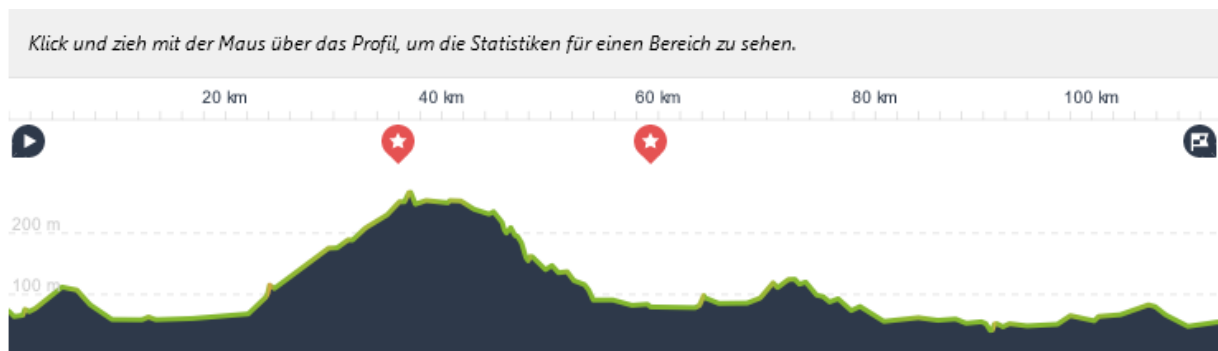 Klick und zieh mit der Maus über das Profil, um die Statistiken für einen Bereich zu sehen.
20 km 40 km 60 km 80 km 100 km
200 m
100 m